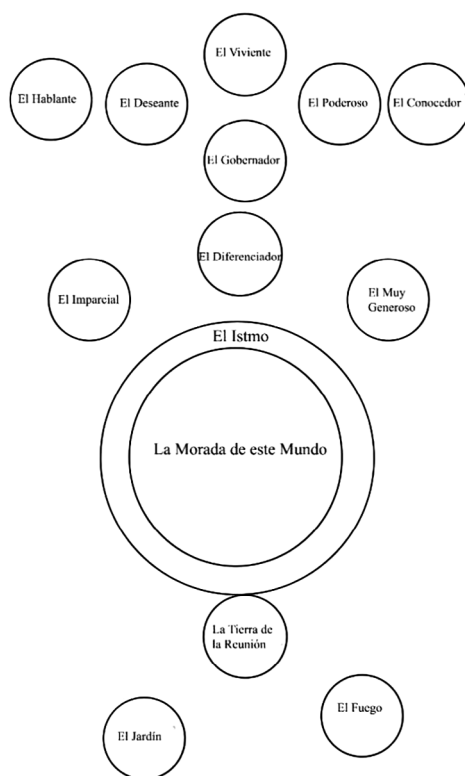 El Viviente
El Hablante
El Deseante
El Poderoso
El Conocedor
El Gobernador
El Diferenciador
El Imparcial
El Muy
Generoso
El Istmo
La Morada de este Mundo
La Tierra de
la Reunión
El Fuego
El Jardín